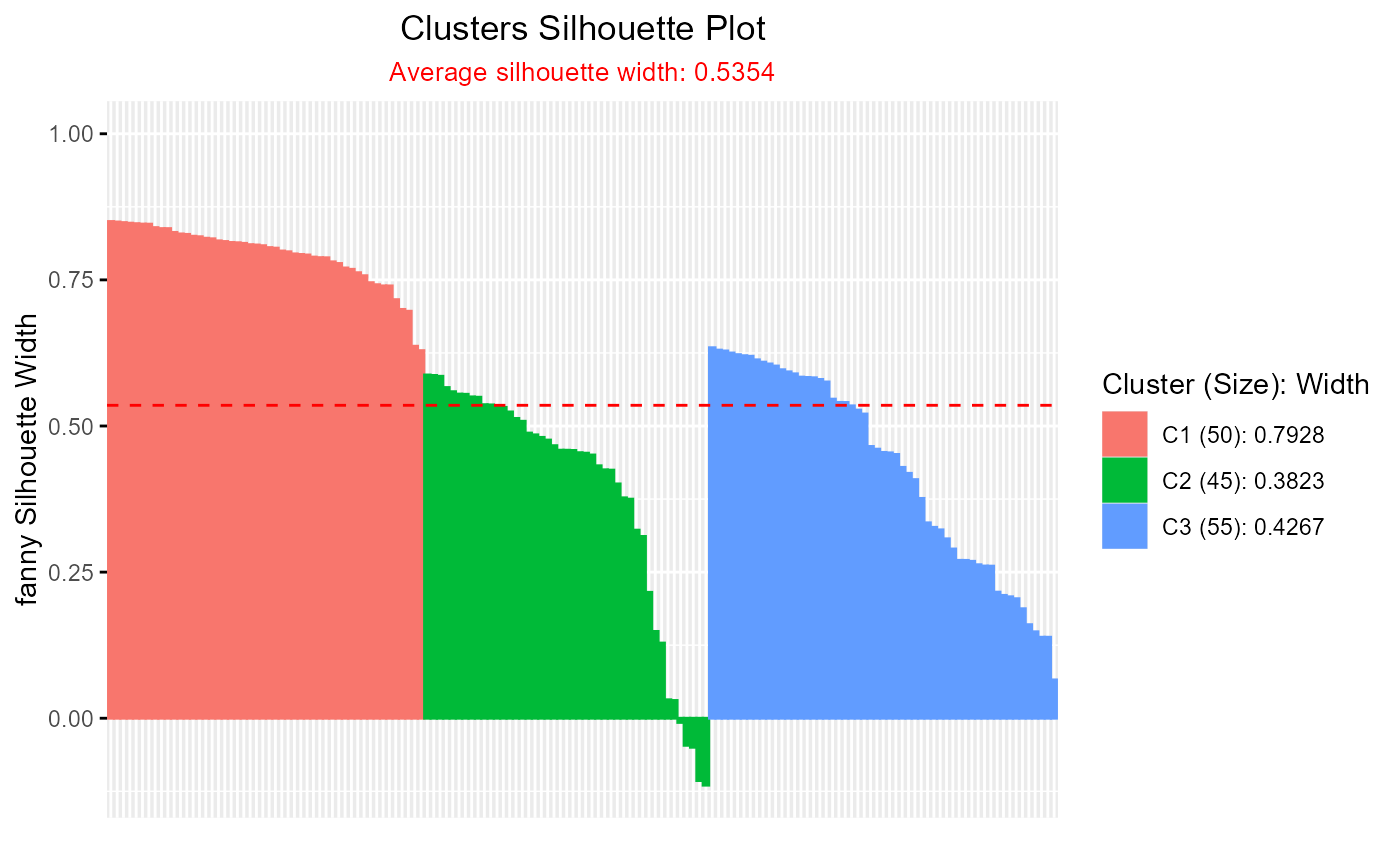 Clusters Silhouette Plot
Average silhouette width: 0.5354
1.00
0.75
0.50
0.25
0.00
fanny Silhouette Width
Cluster (Size): Width
C1 (50): 0.7928
C2 (45): 0.3823
C3 (55): 0.4267